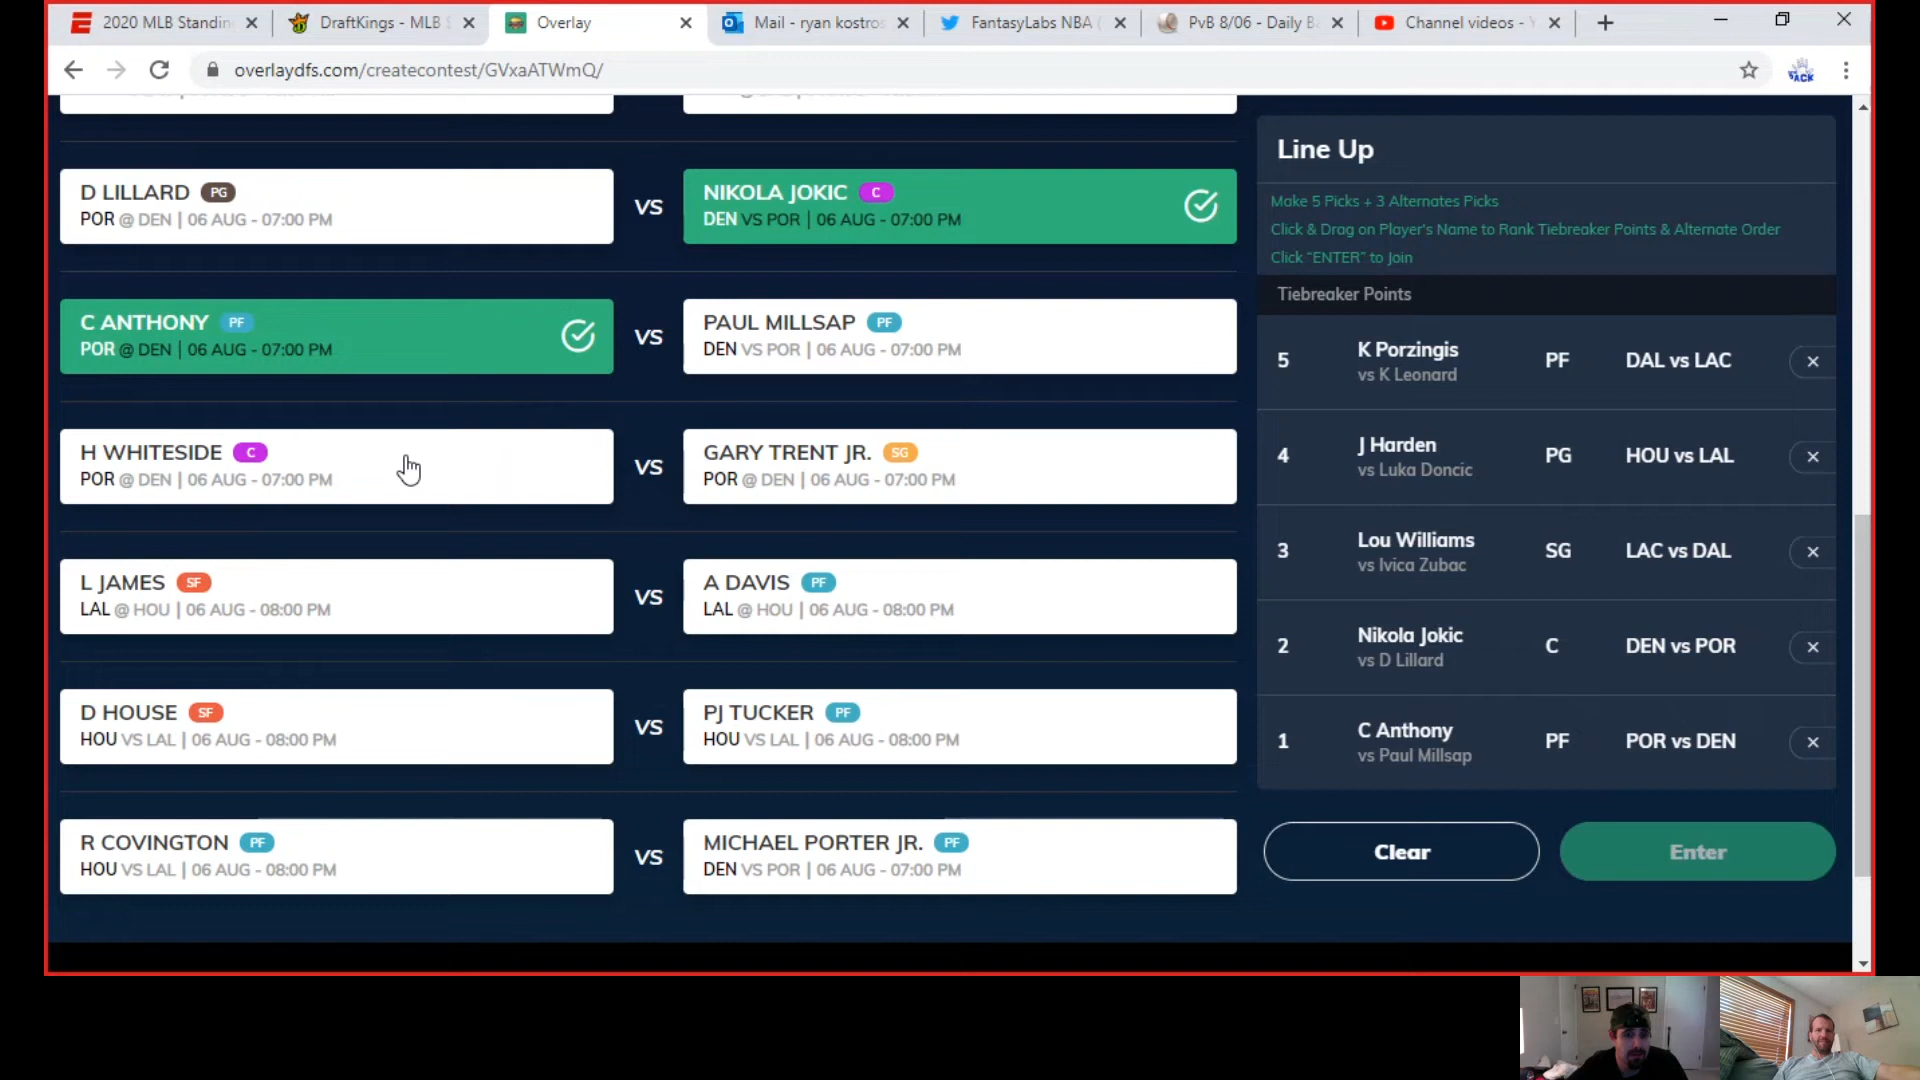 2020 MLB Standin
DraftKings - MLB S
Overlay
Mail - ryan kostros
FantasyLabs NBA (
PvB 8/06 - Daily Ba
Channel videos - Y
overlaydfs.com/createcontest/GVxaATWmQ/
SACK
D LILLARD PG
POR @ DEN | 06 AUG - 07:00 PM
VS
NIKOLA JOKIC C
DEN VS POR | 06 AUG - 07:00 PM
C ANTHONY PF
POR @ DEN | 06 AUG - 07:00 PM
VS
PAUL MILLSAP PF
DEN VS POR | 06 AUG - 07:00 PM
H WHITESIDE C
POR @ DEN | 06 AUG - 07:00 PM
VS
GARY TRENT JR. SG
POR @ DEN | 06 AUG - 07:00 PM
L JAMES SF
LAL @ HOU | 06 AUG - 08:00 PM
VS
A DAVIS PF
LAL @ HOU | 06 AUG - 08:00 PM
D HOUSE SF
HOU VS LAL | 06 AUG - 08:00 PM
VS
PJ TUCKER PF
HOU VS LAL | 06 AUG - 08:00 PM
R COVINGTON PF
HOU VS LAL | 06 AUG - 08:00 PM
VS
MICHAEL PORTER JR. PF
DEN VS POR | 06 AUG - 07:00 PM
Line Up
Make 5 Picks + 3 Alternates Picks
Click & Drag on Player's Name to Rank Tiebreaker Points & Alternate Order
Click "ENTER" to Join
Tiebreaker Points
5 K Porzingis PF DAL vs LAC
vs K Leonard
4 J Harden PG HOU vs LAL
vs Luka Doncic
3 Lou Williams SG LAC vs DAL
vs Ivica Zubac
2 Nikola Jokic C DEN vs POR
vs D Lillard
1 C Anthony PF POR vs DEN
vs Paul Millsap
Clear
Enter